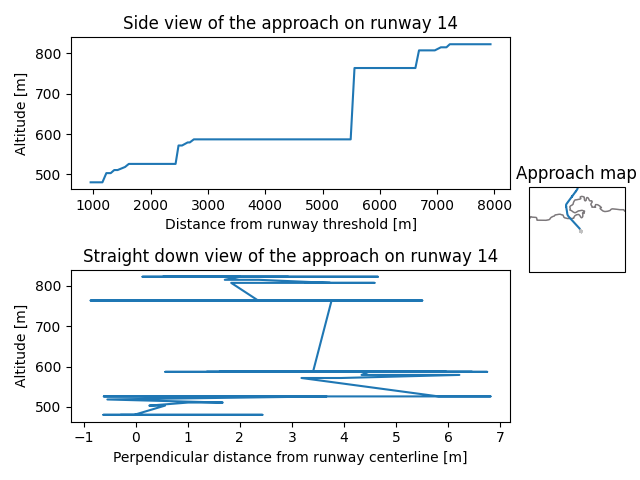 Side view of the approach on runway 14
800
700
600
500
Altitude [m]
1000 2000 3000 4000 5000 6000 7000 8000
Distance from runway threshold [m]
Approach map
Straight down view of the approach on runway 14
800
700
600
500
Altitude [m]
−1 0 1 2 3 4 5 6 7
Perpendicular distance from runway centerline [m]